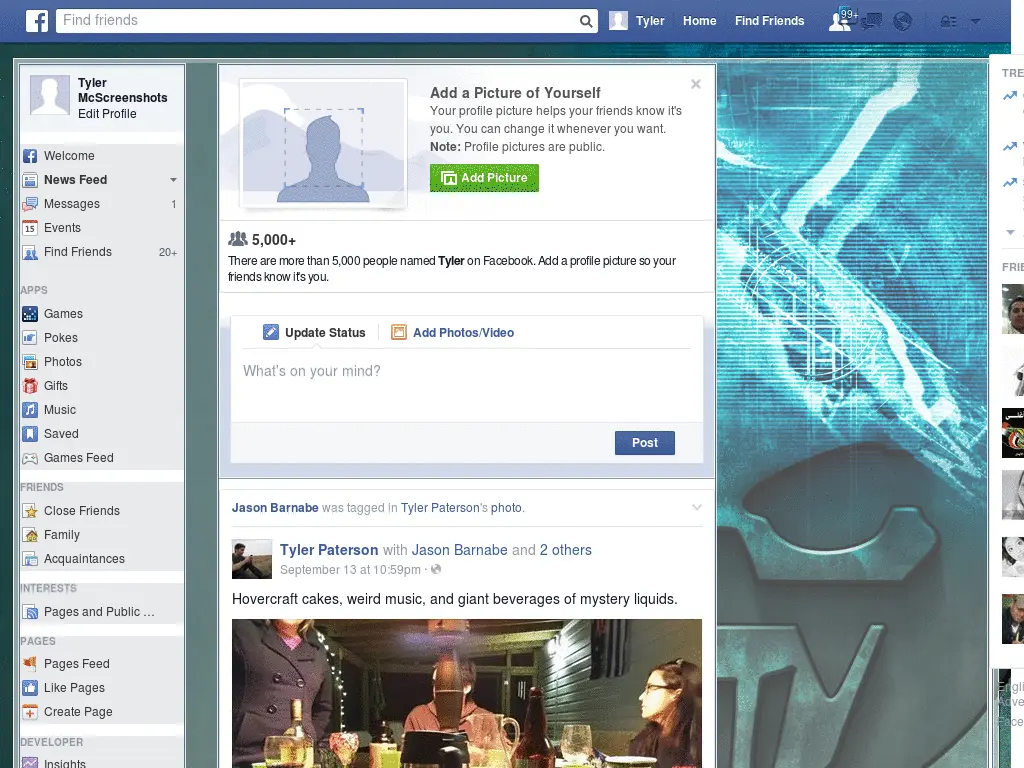 Find friends
Tyler
Home
Find Friends
99+
Tyler
McScreenshots
Edit Profile
Welcome
News Feed
Messages
1
Events
Find Friends
20+
APPS
Games
Pokes
Photos
Gifts
Music
Saved
Games Feed
FRIENDS
Close Friends
Family
Acquaintances
INTERESTS
Pages and Public ...
PAGES
Pages Feed
Like Pages
Create Page
DEVELOPER
Insights
Add a Picture of Yourself
Your profile picture helps your friends know it's
you. You can change it whenever you want.
Note: Profile pictures are public.
Add Picture
5,000+
There are more than 5,000 people named Tyler on Facebook. Add a profile picture so your
friends know it's you.
Update Status
Add Photos/Video
What's on your mind?
Post
Jason Barnabe was tagged in Tyler Paterson's photo.
Tyler Paterson with Jason Barnabe and 2 others
September 13 at 10:59pm ·
Hovercraft cakes, weird music, and giant beverages of mystery liquids.
TRE
FRIE
Engli
Adve
Face